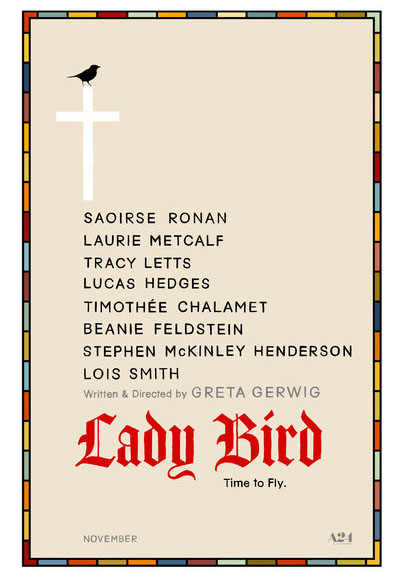 SAOIRSE RONAN
LAURIE METCALF
TRACY LETTS
LUCAS HEDGES
TIMOTHÉE CHALAMET
BEANIE FELDSTEIN
STEPHEN McKINLEY HENDERSON
LOIS SMITH
Written & Directed by GRETA GERWIG
Lady Bird
Time to Fly.
NOVEMBER
A24